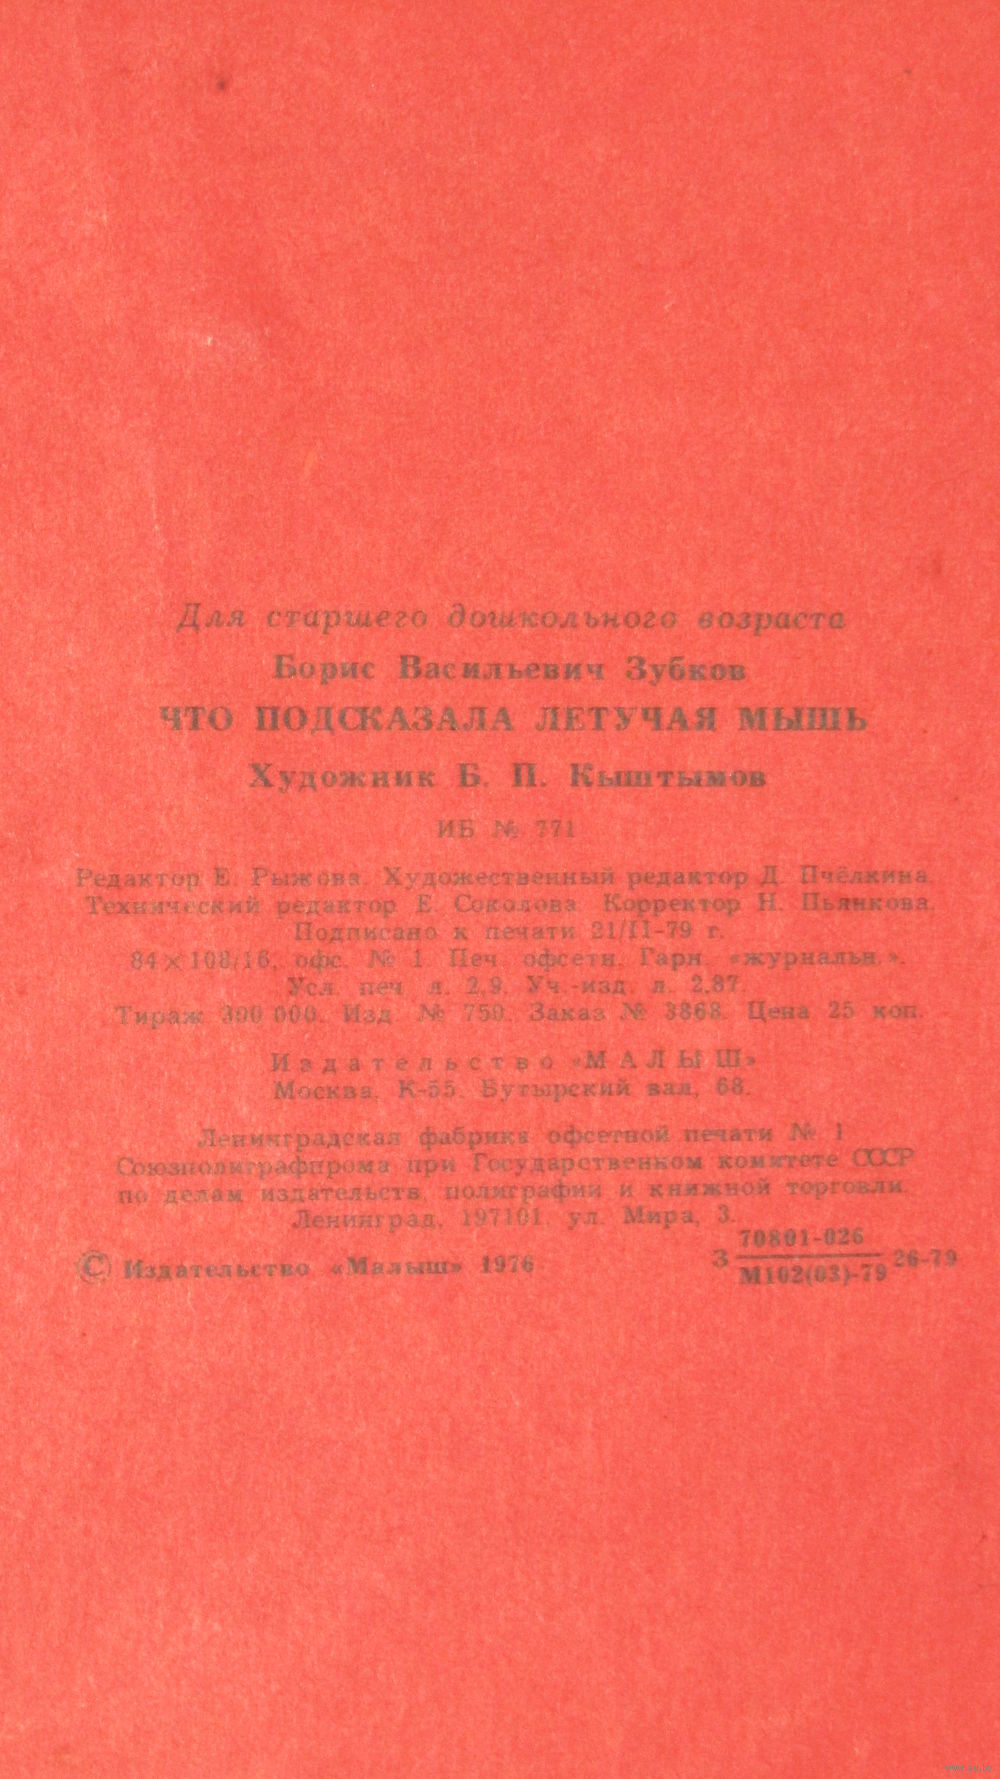 Для старшего дошкольного возраста
Борис Васильевич Зубков
ЧТО ПОДСКАЗАЛА ЛЕТУЧАЯ МЫШЬ
Художник Б. П. Кыштымов
ИБ № 771
Редактор Е. Рыжова. Художественный редактор Д. Пчёлкина.
Технический редактор Е. Соколова. Корректор Н. Пьянкова.
Подписано к печати 21/II-79 г.
84×108/16, офс. № 1. Печ. офсетн. Гарн. «журнальн.».
Усл. печ. л. 2,9. Уч.-изд. л. 2,87.
Тираж 300 000. Изд. № 750. Заказ № 3868. Цена 25 коп.
Издательство «МАЛЫШ»
Москва, К-55, Бутырский вал, 68.
Ленинградская фабрика офсетной печати № 1
Союзполиграфпрома при Государственном комитете СССР
по делам издательств, полиграфии и книжной торговли.
Ленинград, 197101, ул. Мира, 3.
© Издательство «Малыш» 1976
З 70801-026
М102(03)-79 26-79